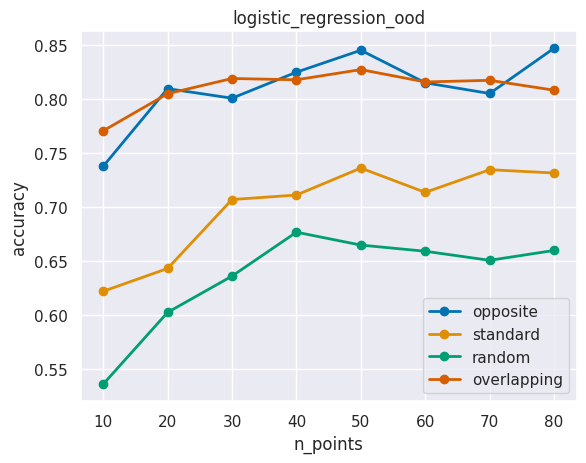 logistic_regression_ood
accuracy
0.85
0.80
0.75
0.70
0.65
0.60
0.55
opposite
standard
random
overlapping
10 20 30 40 50 60 70 80
n_points